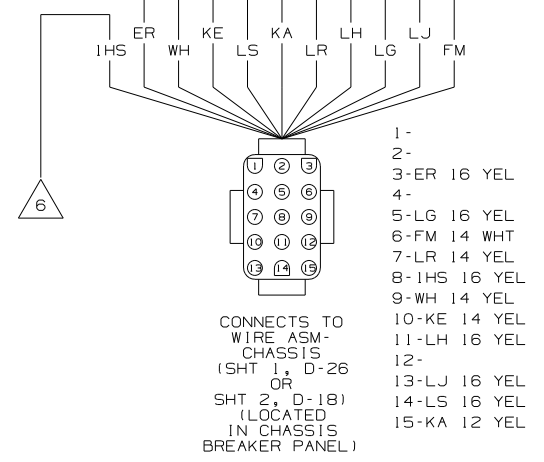 ER
KE
KA
LH
LJ
1HS
WH
LS
LR
LG
FM
6
1 2 3
4 5 6
7 8 9
10 11 12
13 14 15
1-
2-
3-ER 16 YEL
4-
5-LG 16 YEL
6-FM 14 WHT
7-LR 14 YEL
8-1HS 16 YEL
9-WH 14 YEL
10-KE 14 YEL
11-LH 16 YEL
12-
13-LJ 16 YEL
14-LS 16 YEL
15-KA 12 YEL
CONNECTS TO
WIRE ASM-
CHASSIS
(SHT 1, D-26
OR
SHT 2, D-18)
(LOCATED
IN CHASSIS
BREAKER PANEL)